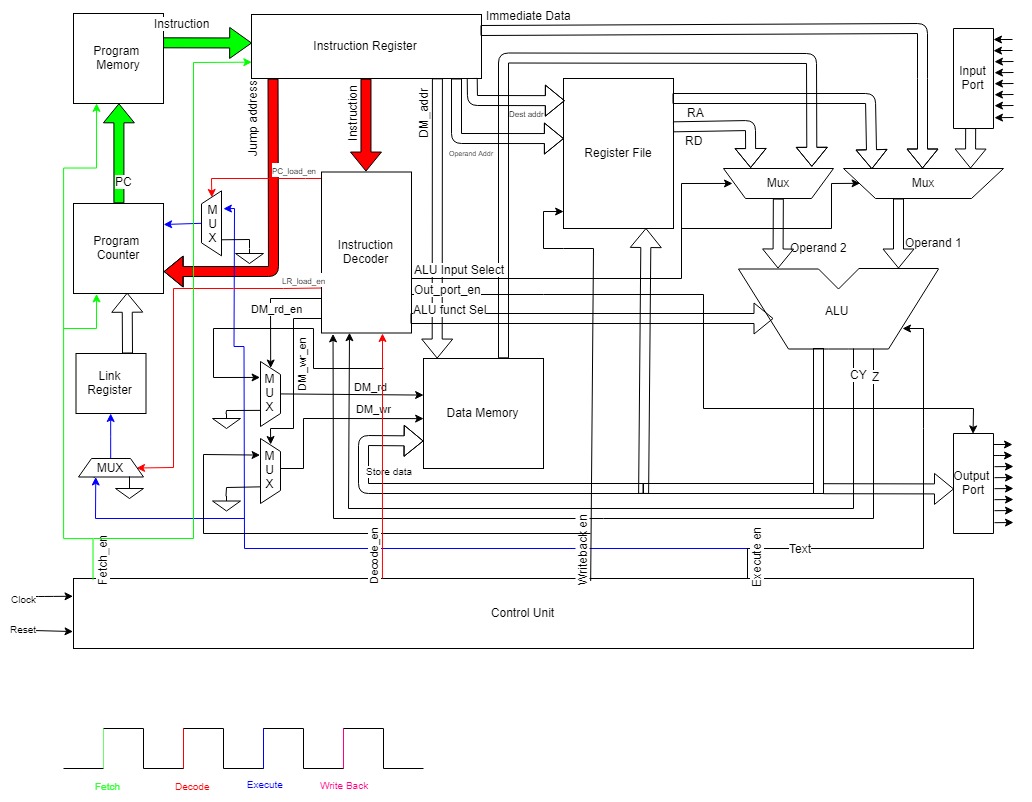 Immediate Data
Instruction
Program
Memory
Instruction Register
Input
Port
Jump address
Instruction
DM_addr
Dest addr
Operand Addr
Register File
RA
RD
PC_load_en
PC
M
U
X
Mux
Mux
Program
Counter
Instruction
Decoder
Operand 2
Operand 1
ALU Input Select
LR_load_en
Out_port_en
DM_rd_en
ALU funct Sel
ALU
DM_wr_en
Link
Register
M
U
X
DM_rd
DM_wr
Data Memory
CY
Z
MUX
M
U
X
Store data
Output
Port
Fetch_en
Decode_en
Writeback en
Execute en
Text
Clock
Reset
Control Unit
Fetch
Decode
Execute
Write Back